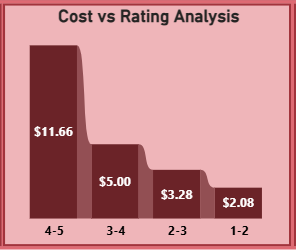 Cost vs Rating Analysis
$11.66
$5.00
$3.28
$2.08
4-5 3-4 2-3 1-2